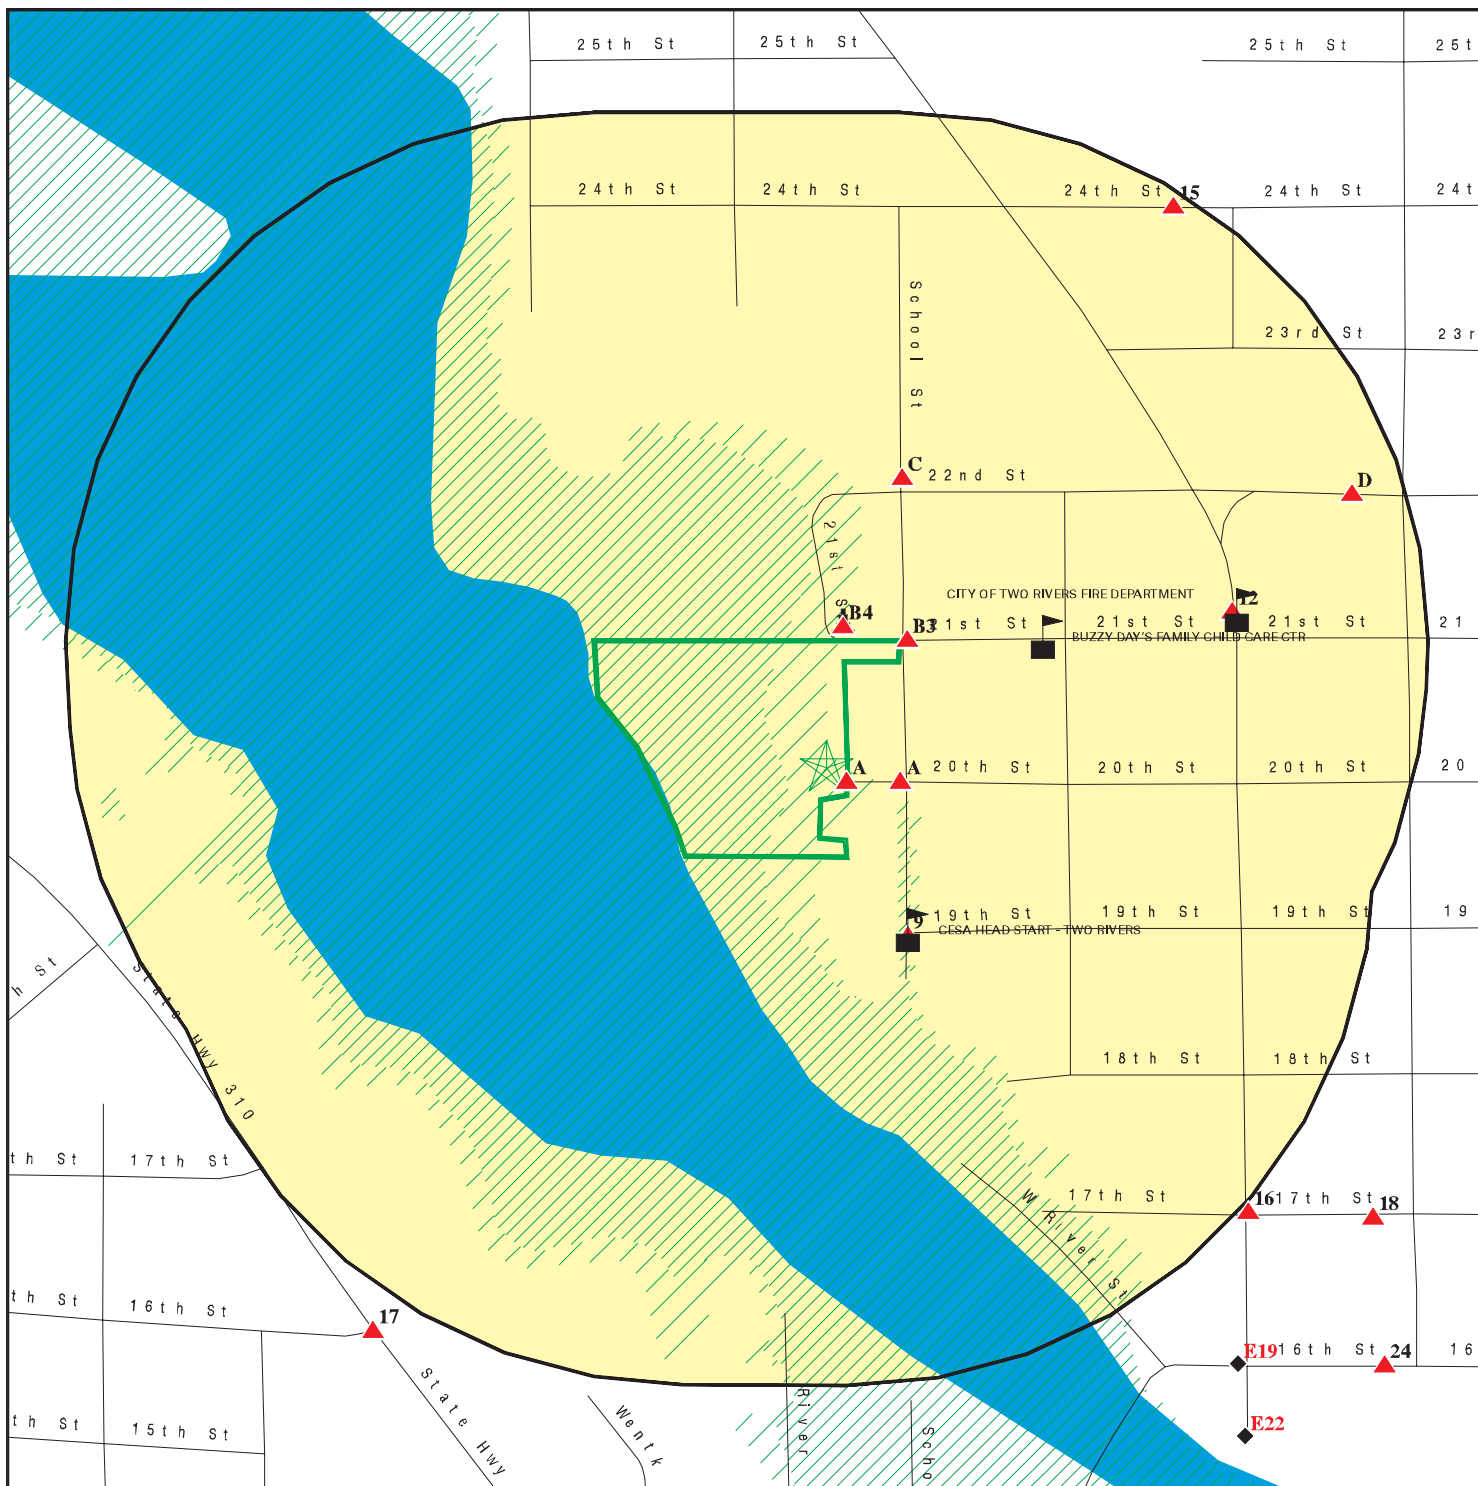 25th St
25th St
25th St
25t
24th St
24th St
24th St
15
24th St
24t
School St
23rd St
23r
C
22nd St
D
21st S
CITY OF TWO RIVERS FIRE DEPARTMENT
12
B4
B3
21st St
21st St
21st St
21
BUZZY DAY'S FAMILY CHILD CARE CTR
A
A
20th St
20th St
20th St
20
9
19th St
19th St
19th St
19
CESA HEAD START - TWO RIVERS
h St
State Hwy 310
18th St
18th St
th St
17th St
17th St
16
17th St
18
W River St
th St
16th St
17
E19
16th St
24
16
State Hwy
Wentk
River
Scho
th St
15th St
E22